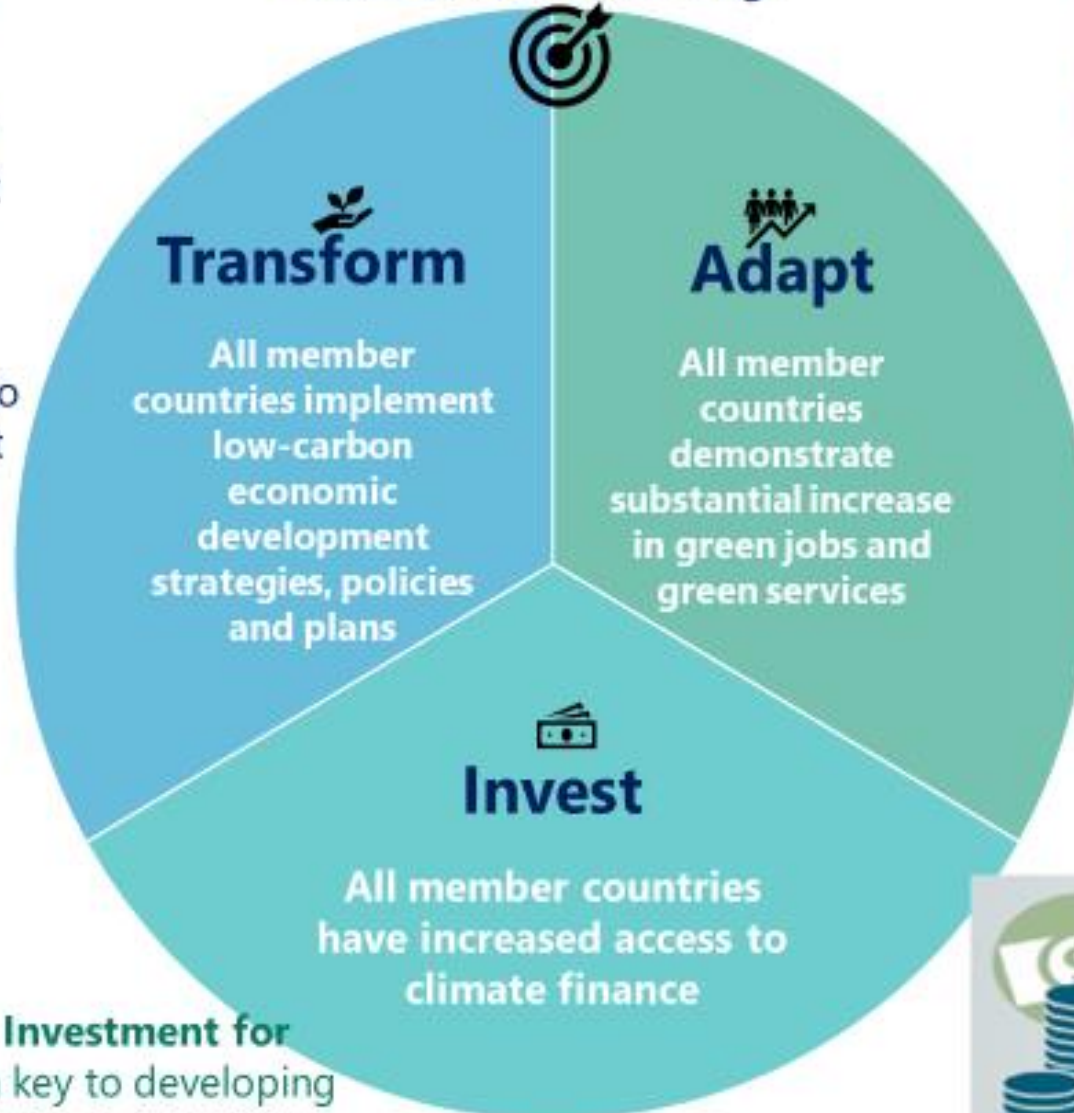 Transform
All member
countries implement
low-carbon
economic
development
strategies, policies
and plans
Adapt
All member
countries
demonstrate
substantial increase
in green jobs and
green services
Invest
All member countries
have increased access to
climate finance
Investment for
key to developing